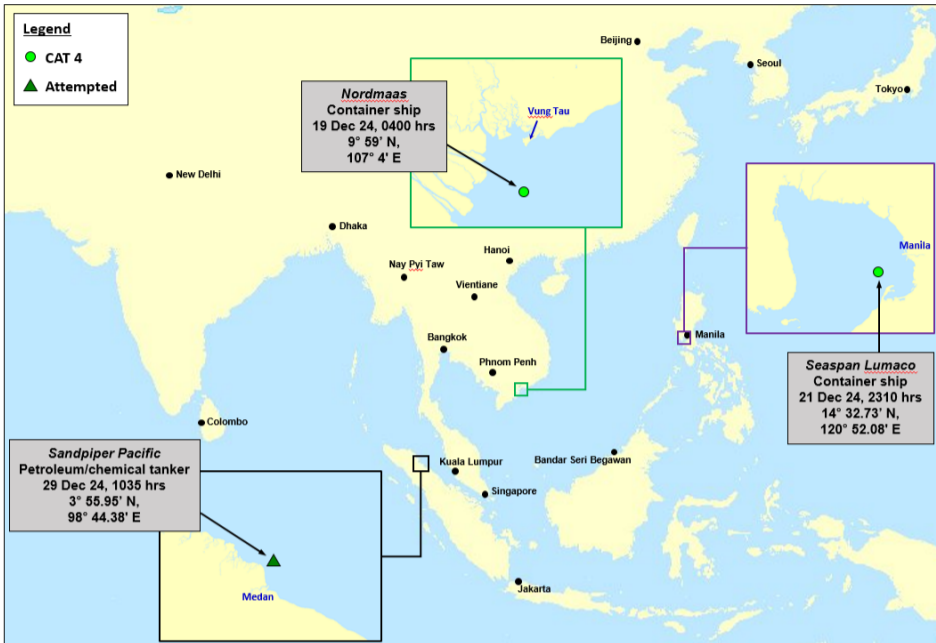 Legend
CAT 4
Attempted
Beijing
Seoul
Tokyo
Nordmaas
Container ship
19 Dec 24, 0400 hrs
9° 59' N,
107° 4' E
Vung Tau
New Delhi
Dhaka
Hanoi
Nay Pyi Taw
Vientiane
Manila
Bangkok
Manila
Phnom Penh
Seaspan Lumaco
Container ship
21 Dec 24, 2310 hrs
14° 32.73' N,
120° 52.08' E
Colombo
Sandpiper Pacific
Petroleum/chemical tanker
29 Dec 24, 1035 hrs
3° 55.95' N,
98° 44.38' E
Kuala Lumpur
Bandar Seri Begawan
Singapore
Medan
Jakarta